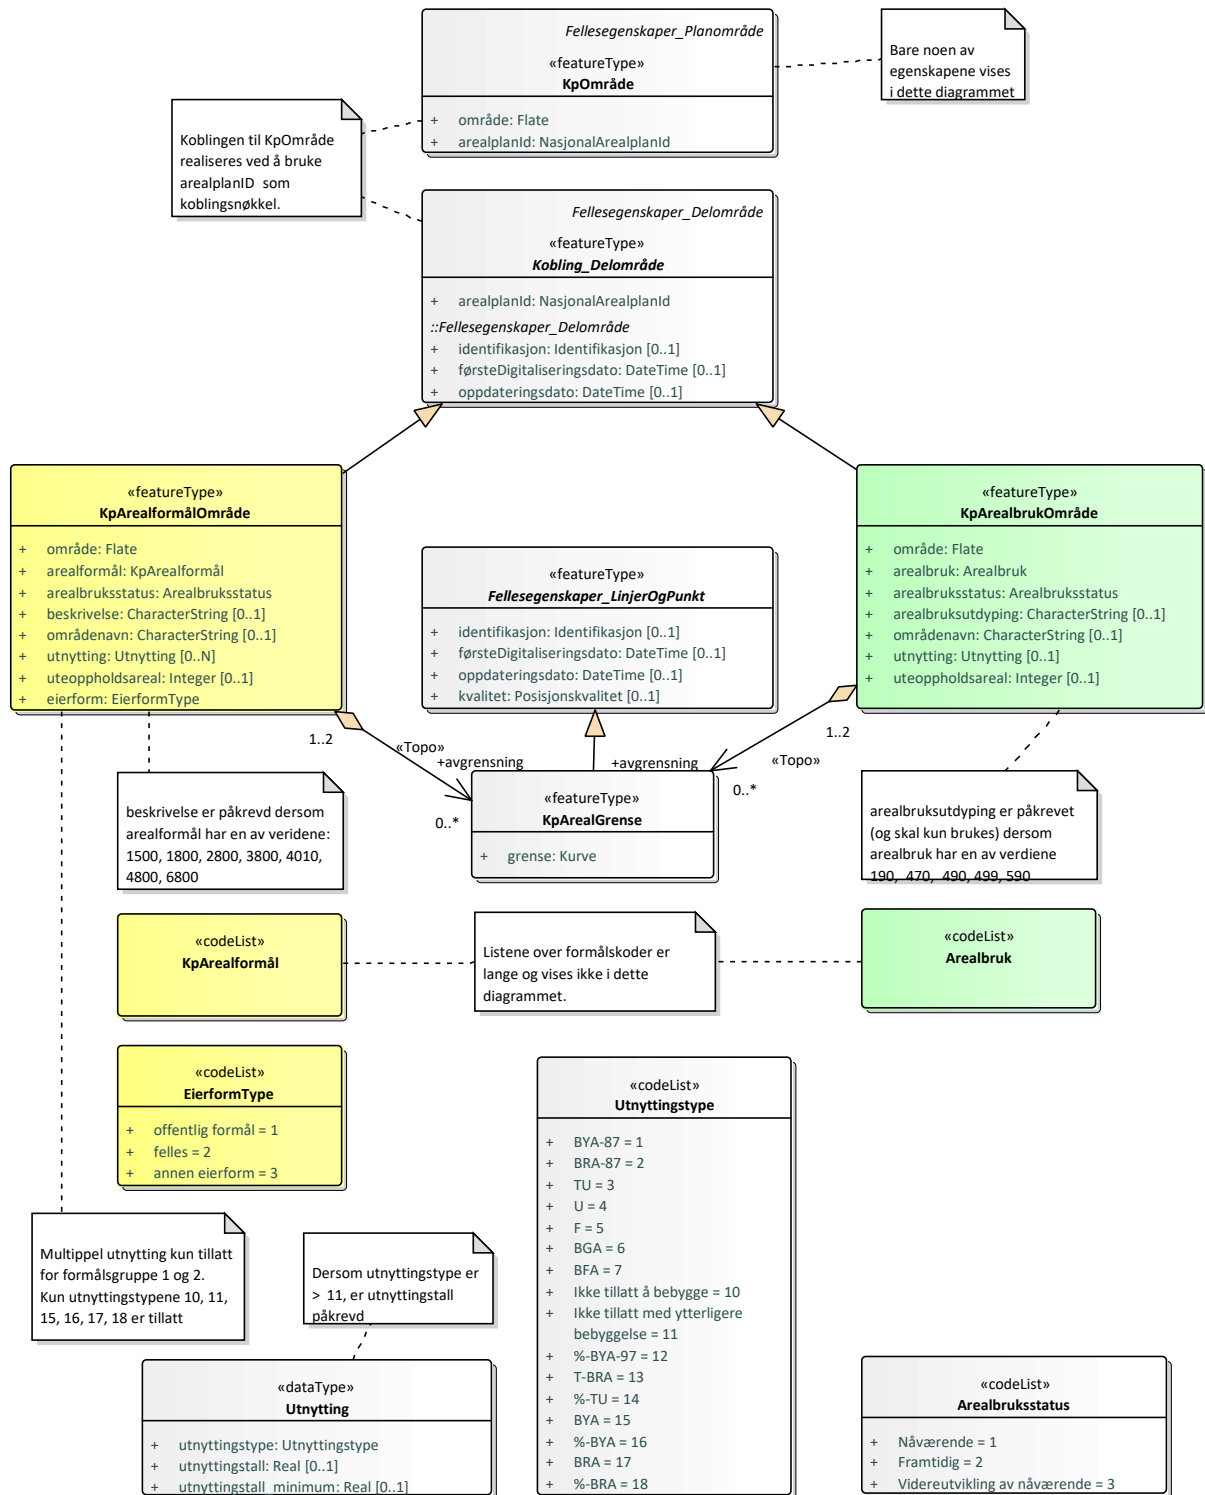 Fellesegenskaper_Planområde
«featureType»
KpOmråde
+ område: Flate
+ arealplanId: NasjonalArealplanId
Bare noen av
egenskapene vises
i dette diagrammet
Koblingen til KpOmråde
realiseres ved å bruke
arealplanID som
koblingsnøkkel.
Fellesegenskaper_Delområde
«featureType»
Kobling_Delområde
+ arealplanId: NasjonalArealplanId
::Fellesegenskaper_Delområde
+ identifikasjon: Identifikasjon [0..1]
+ førsteDigitaliseringsdato: DateTime [0..1]
+ oppdateringsdato: DateTime [0..1]
«featureType»
KpArealformålOmråde
+ område: Flate
+ arealformål: KpArealformål
+ arealbruksstatus: Arealbruksstatus
+ beskrivelse: CharacterString [0..1]
+ områdenavn: CharacterString [0..1]
+ utnytting: Utnytting [0..N]
+ uteoppholdsareal: Integer [0..1]
+ eierform: EierformType
«featureType»
Fellesegenskaper_LinjerOgPunkt
+ identifikasjon: Identifikasjon [0..1]
+ førsteDigitaliseringsdato: DateTime [0..1]
+ oppdateringsdato: DateTime [0..1]
+ kvalitet: Posisjonskvalitet [0..1]
«featureType»
KpArealbrukOmråde
+ område: Flate
+ arealbruk: Arealbruk
+ arealbruksstatus: Arealbruksstatus
+ arealbruksutdyping: CharacterString [0..1]
+ områdenavn: CharacterString [0..1]
+ utnytting: Utnytting [0..1]
+ uteoppholdsareal: Integer [0..1]
1..2
«Topo»
+avgrensning
0..*
+avgrensning
0..*
«Topo»
1..2
«featureType»
KpArealGrense
+ grense: Kurve
beskrivelse er påkrevd dersom
arealformål har en av veridene:
1500, 1800, 2800, 3800, 4010,
4800, 6800
arealbruksutdyping er påkrevet
(og skal kun brukes) dersom
arealbruk har en av verdiene
190, 470, 490, 499, 590
«codeList»
KpArealformål
Listene over formålskoder er
lange og vises ikke i dette
diagrammet.
«codeList»
Arealbruk
«codeList»
EierformType
+ offentlig formål = 1
+ felles = 2
+ annen eierform = 3
«codeList»
Utnyttingstype
+ BYA-87 = 1
+ BRA-87 = 2
+ TU = 3
+ U = 4
+ F = 5
+ BGA = 6
+ BFA = 7
+ Ikke tillatt å bebygge = 10
+ Ikke tillatt med ytterligere
bebyggelse = 11
+ %-BYA-97 = 12
+ T-BRA = 13
+ %-TU = 14
+ BYA = 15
+ %-BYA = 16
+ BRA = 17
+ %-BRA = 18
Multippel utnytting kun tillatt
for formålsgruppe 1 og 2.
Kun utnyttingstypene 10, 11,
15, 16, 17, 18 er tillatt
Dersom utnyttingstype er
> 11, er utnyttingstall
påkrevd
«dataType»
Utnytting
+ utnyttingstype: Utnyttingstype
+ utnyttingstall: Real [0..1]
+ utnyttingstall_minimum: Real [0..1]
«codeList»
Arealbruksstatus
+ Nåværende = 1
+ Framtidig = 2
+ Videreutvikling av nåværende = 3